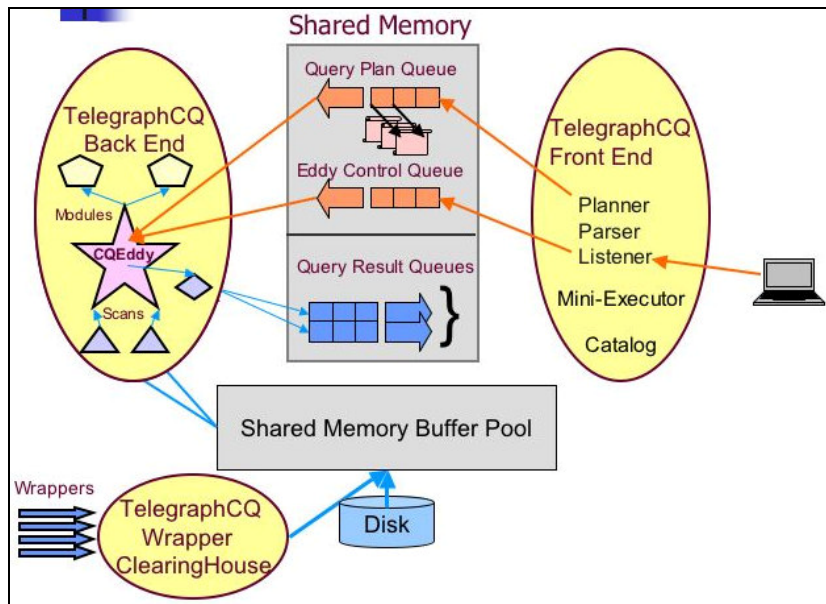 Shared Memory
Query Plan Queue
TelegraphCQ
Back End
Modules
CQEddy
Scans
Eddy Control Queue
Query Result Queues
TelegraphCQ
Front End
Planner
Parser
Listener
Mini-Executor
Catalog
Shared Memory Buffer Pool
Wrappers
TelegraphCQ
Wrapper
ClearingHouse
Disk